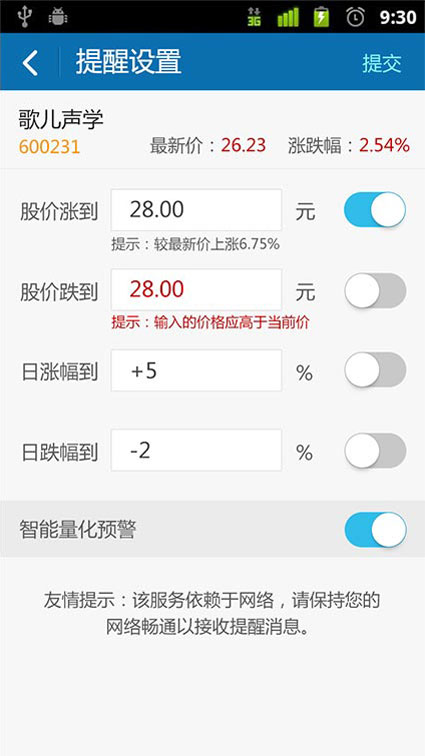 3G 9:30
提醒设置 提交
歌儿声学
600231 最新价：26.23 涨跌幅：2.54%
股价涨到 28.00 元
提示：较最新价上涨6.75%
股价跌到 28.00 元
提示：输入的价格应高于当前价
日涨幅到 +5 %
日跌幅到 -2 %
智能量化预警
友情提示：该服务依赖于网络，请保持您的
网络畅通以接收提醒消息。